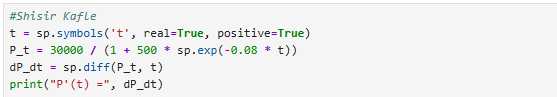 #Shisir Kafle
t = sp.symbols('t', real=True, positive=True)
P_t = 30000 / (1 + 500 * sp.exp(-0.08 * t))
dP_dt = sp.diff(P_t, t)
print("P'(t) =", dP_dt)